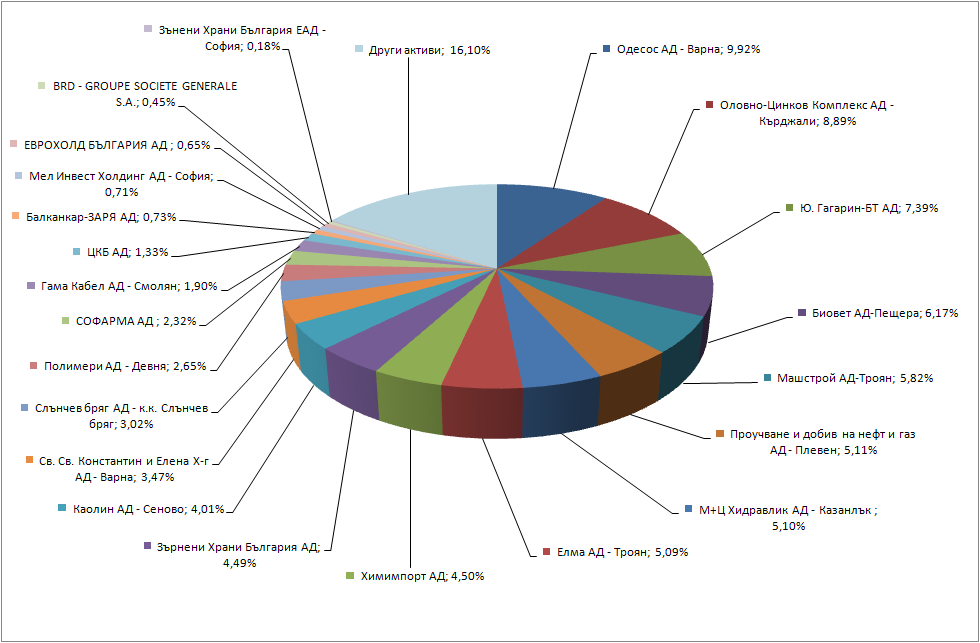 Зънени Храни България ЕАД -
София; 0,18%
Други активи; 16,10%
Одесос АД - Варна; 9,92%
BRD - GROUPE SOCIETE GENERALE
S.A.; 0,45%
Оловно-Цинков Комплекс АД -
Кърджали; 8,89%
ЕВРОХОЛД БЪЛГАРИЯ АД ; 0,65%
Мел Инвест Холдинг АД - София;
0,71%
Ю. Гагарин-БТ АД; 7,39%
Балканкар-ЗАРЯ АД; 0,73%
ЦКБ АД; 1,33%
Гама Кабел АД - Смолян; 1,90%
Биовет АД-Пещера; 6,17%
СОФАРМА АД ; 2,32%
Полимери АД - Девня; 2,65%
Машстрой АД-Троян; 5,82%
Слънчев бряг АД - к.к. Слънчев
бряг; 3,02%
Проучване и добив на нефт и газ
АД - Плевен; 5,11%
Св. Св. Константин и Елена Х-г
АД - Варна; 3,47%
Каолин АД - Сеново; 4,01%
М+Ц Хидравлик АД - Казанлък ;
5,10%
Зърнени Храни България АД;
4,49%
Елма АД - Троян; 5,09%
Химимпорт АД; 4,50%